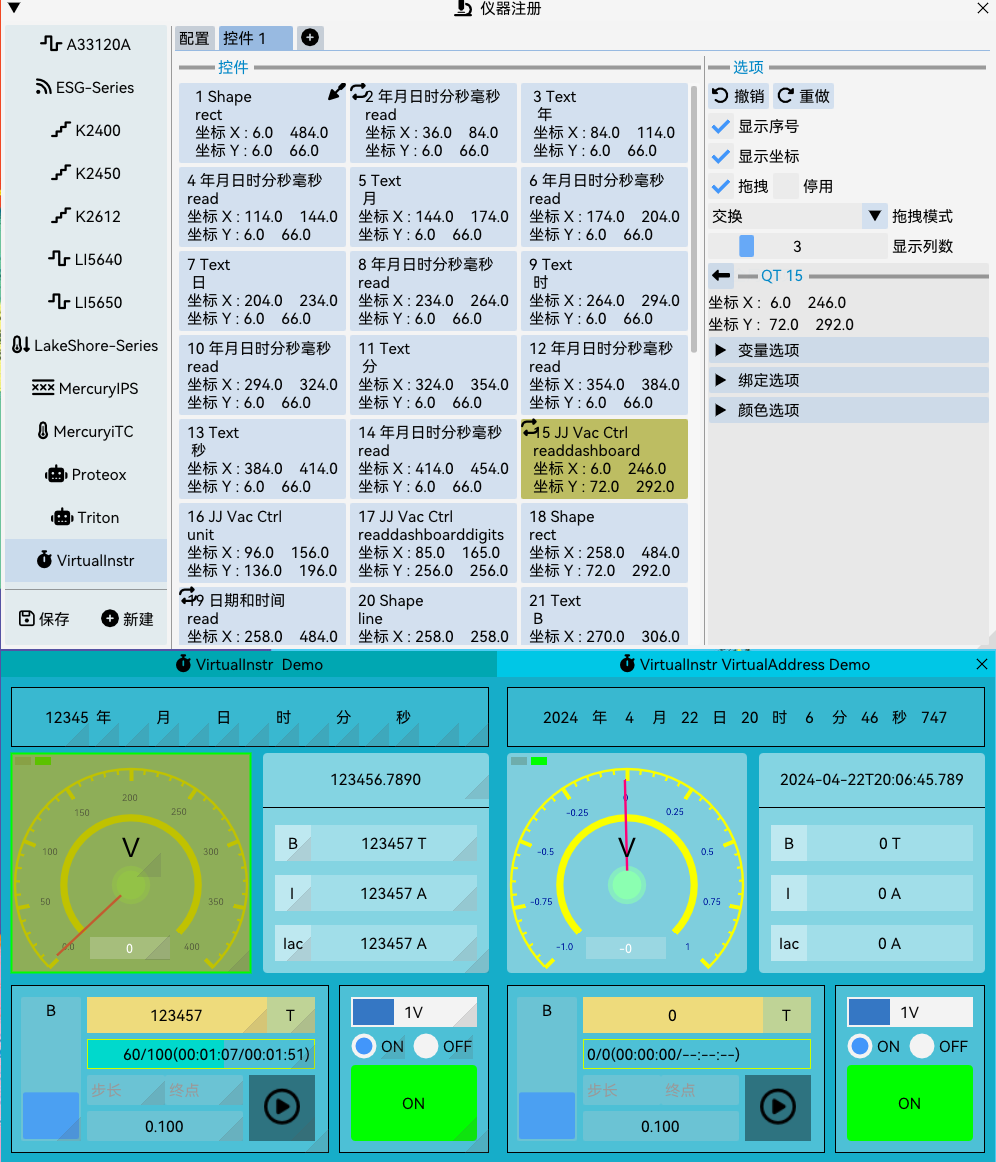 仪器注册
A33120A
ESG-Series
K2400
K2450
K2612
LI5640
LI5650
LakeShore-Series
MercuryIPS
MercuryiTC
Proteox
Triton
VirtualInstr
保存 新建
配置 控件 1
控件
1 Shape
rect
坐标 X : 6.0 484.0
坐标 Y : 6.0 66.0
2 年月日时分秒毫秒
read
坐标 X : 36.0 84.0
坐标 Y : 6.0 66.0
3 Text
年
坐标 X : 84.0 114.0
坐标 Y : 6.0 66.0
4 年月日时分秒毫秒
read
坐标 X : 114.0 144.0
坐标 Y : 6.0 66.0
5 Text
月
坐标 X : 144.0 174.0
坐标 Y : 6.0 66.0
6 年月日时分秒毫秒
read
坐标 X : 174.0 204.0
坐标 Y : 6.0 66.0
7 Text
日
坐标 X : 204.0 234.0
坐标 Y : 6.0 66.0
8 年月日时分秒毫秒
read
坐标 X : 234.0 264.0
坐标 Y : 6.0 66.0
9 Text
时
坐标 X : 264.0 294.0
坐标 Y : 6.0 66.0
10 年月日时分秒毫秒
read
坐标 X : 294.0 324.0
坐标 Y : 6.0 66.0
11 Text
分
坐标 X : 324.0 354.0
坐标 Y : 6.0 66.0
12 年月日时分秒毫秒
read
坐标 X : 354.0 384.0
坐标 Y : 6.0 66.0
13 Text
秒
坐标 X : 384.0 414.0
坐标 Y : 6.0 66.0
14 年月日时分秒毫秒
read
坐标 X : 414.0 454.0
坐标 Y : 6.0 66.0
15 JJ Vac Ctrl
readdashboard
坐标 X : 6.0 246.0
坐标 Y : 72.0 292.0
16 JJ Vac Ctrl
unit
坐标 X : 96.0 156.0
坐标 Y : 136.0 196.0
17 JJ Vac Ctrl
readdashboarddigits
坐标 X : 85.0 165.0
坐标 Y : 256.0 256.0
18 Shape
rect
坐标 X : 258.0 484.0
坐标 Y : 72.0 292.0
19 日期和时间
read
坐标 X : 258.0 484.0
20 Shape
line
坐标 X : 258.0 258.0
21 Text
B
坐标 X : 270.0 306.0
选项
撤销 重做
显示序号
显示坐标
拖拽 停用
交换 拖拽模式
3 显示列数
QT 15
坐标 X : 6.0 246.0
坐标 Y : 72.0 292.0
变量选项
绑定选项
颜色选项
VirtualInstr Demo
12345 年 月 日 时 分 秒
200
150 250
100 V 300
50 350
0.0 0 400
123456.7890
B 123457 T
I 123457 A
Iac 123457 A
B 123457 T
60/100(00:01:07/00:01:51)
步长 终点
0.100
1V
ON OFF
ON
VirtualInstr VirtualAddress Demo
2024 年 4 月 22 日 20 时 6 分 46 秒 747
0
-0.25 0.25
-0.5 V 0.5
-0.75 0.75
-1.0 -0 1
2024-04-22T20:06:45.789
B 0 T
I 0 A
Iac 0 A
B 0 T
0/0(00:00:00/--:--:--)
步长 终点
0.100
1V
ON OFF
ON